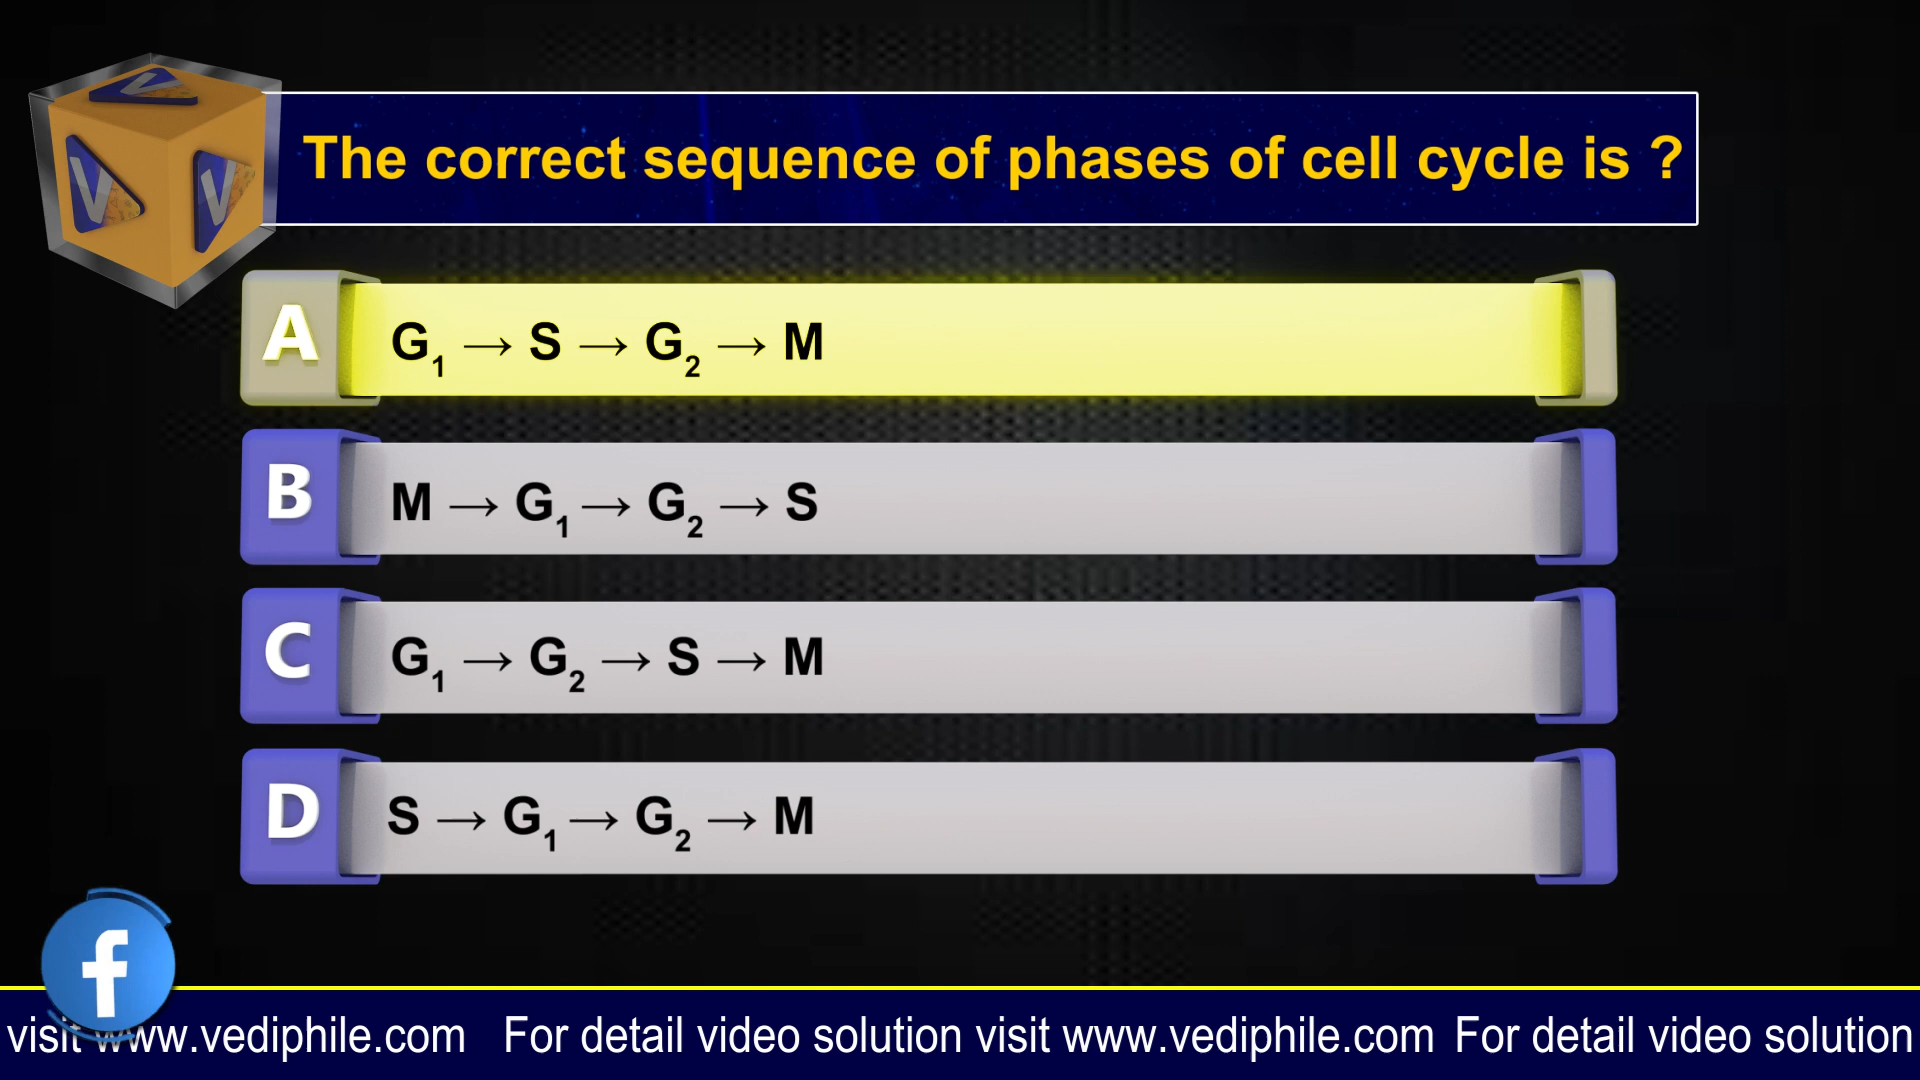 The correct sequence of phases of cell cycle is ?
A G₁ → S → G₂ → M
B M → G₁ → G₂ → S
C G₁ → G₂ → S → M
D S → G₁ → G₂ → M
visit www.vediphile.com For detail video solution visit www.vediphile.com For detail video solution